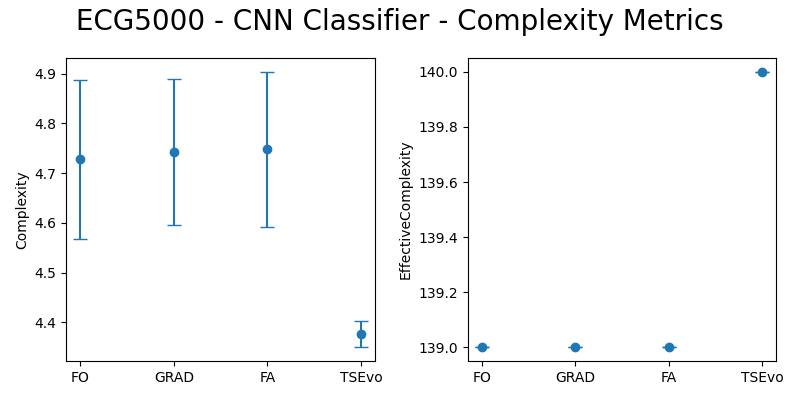 ECG5000 - CNN Classifier - Complexity Metrics
Complexity
4.9
4.8
4.7
4.6
4.5
4.4
FO GRAD FA TSEvo
EffectiveComplexity
140.0
139.8
139.6
139.4
139.2
139.0
FO GRAD FA TSEvo